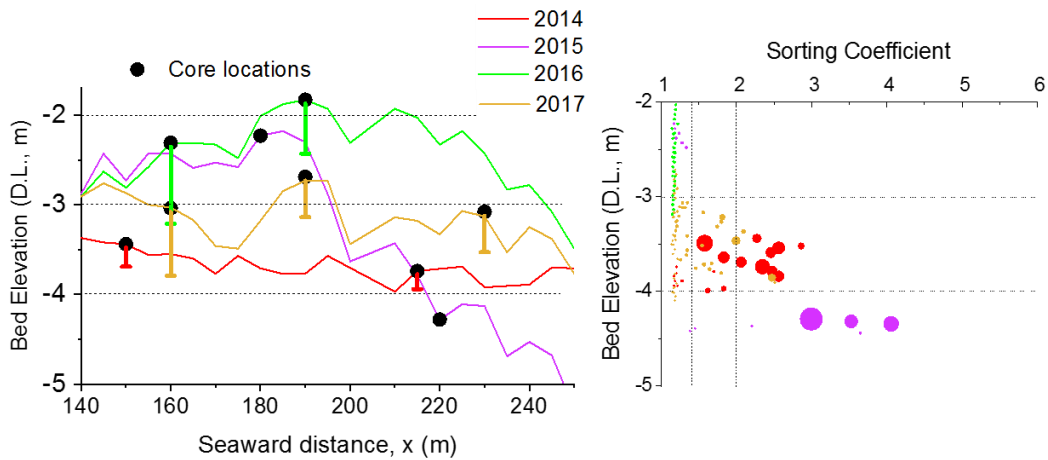 2014
2015
2016
2017
Core locations
Bed Elevation (D.L., m)
-2
-3
-4
-5
140 160 180 200 220 240
Seaward distance, x (m)
Sorting Coefficient
1 2 3 4 5 6
Bed Elevation (D.L., m)
-2
-3
-4
-5